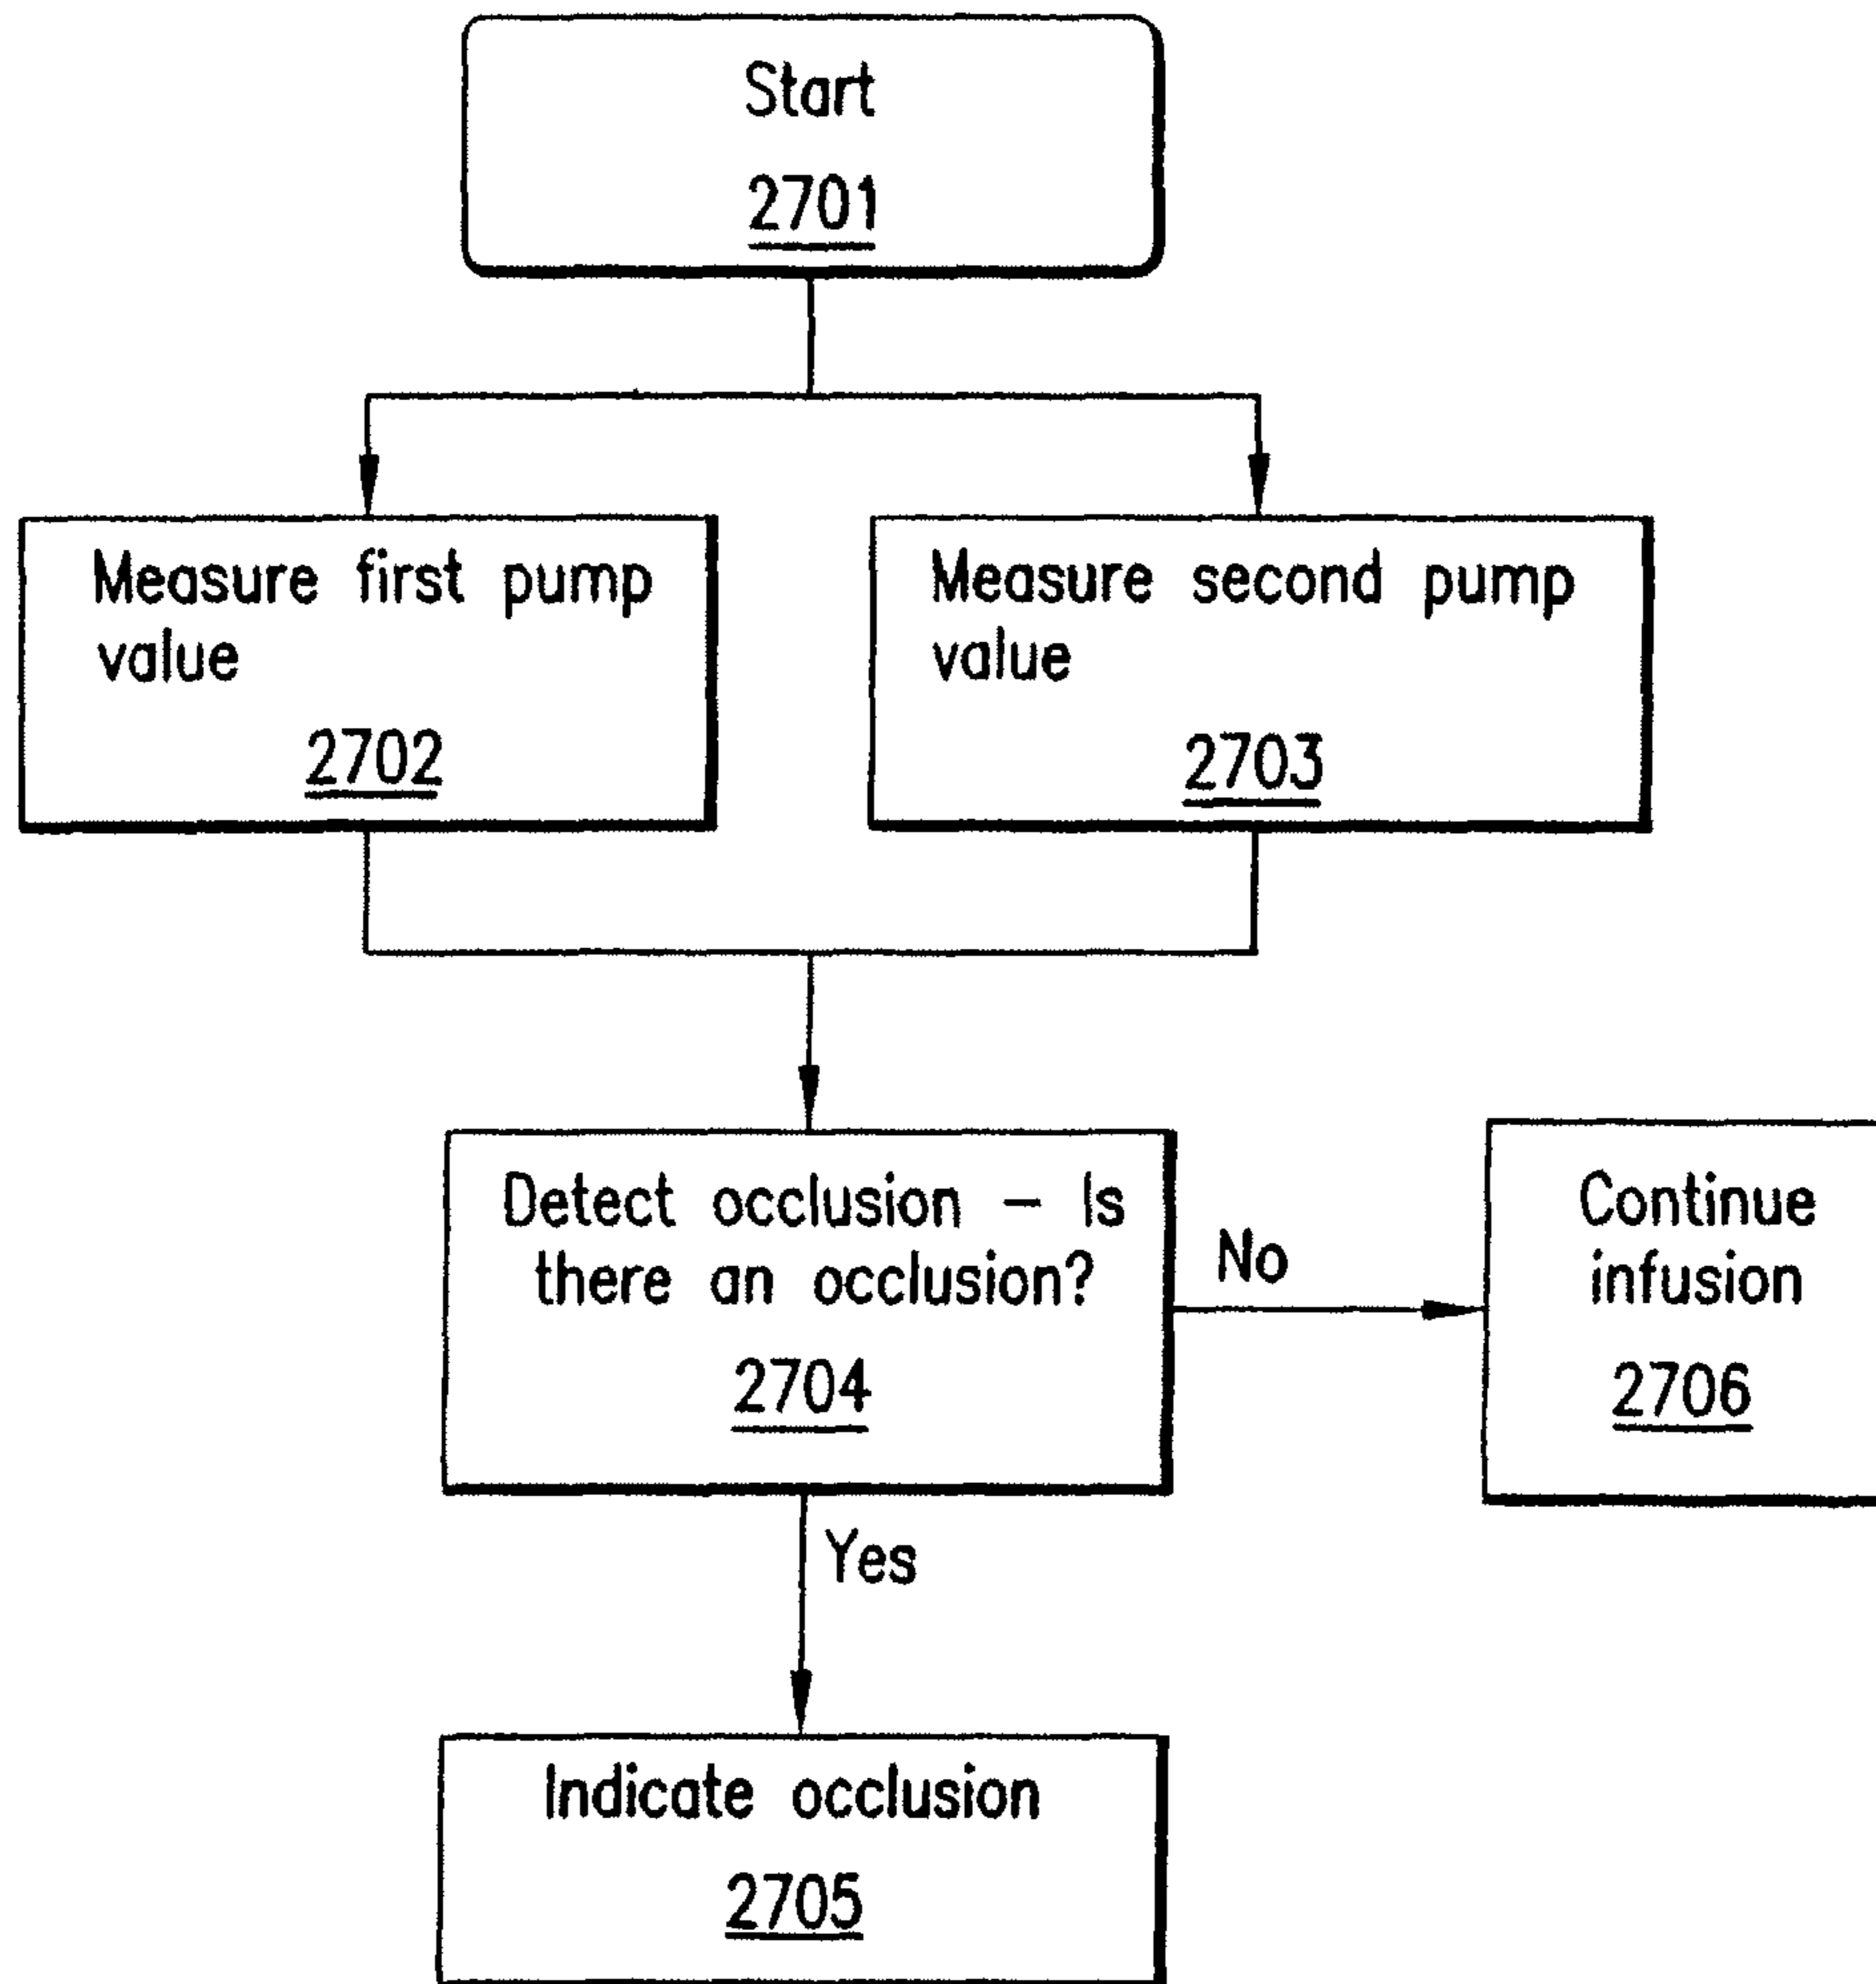 Start
2701
Measure first pump
value
2702
Measure second pump
value
2703
Detect occlusion – Is
there an occlusion?
2704
No
Continue
infusion
2706
Yes
Indicate occlusion
2705